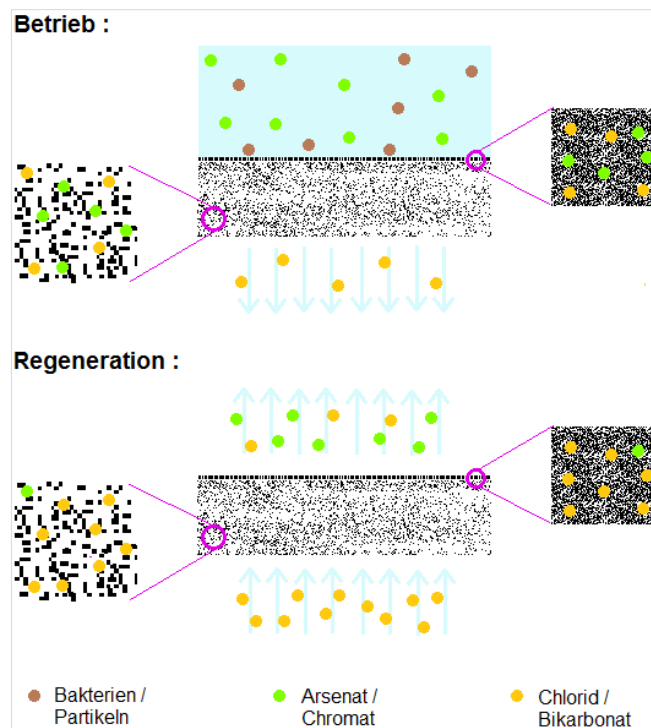 Betrieb :
Regeneration :
Bakterien /
Partikeln
Arsenat /
Chromat
Chlorid /
Bikarbonat